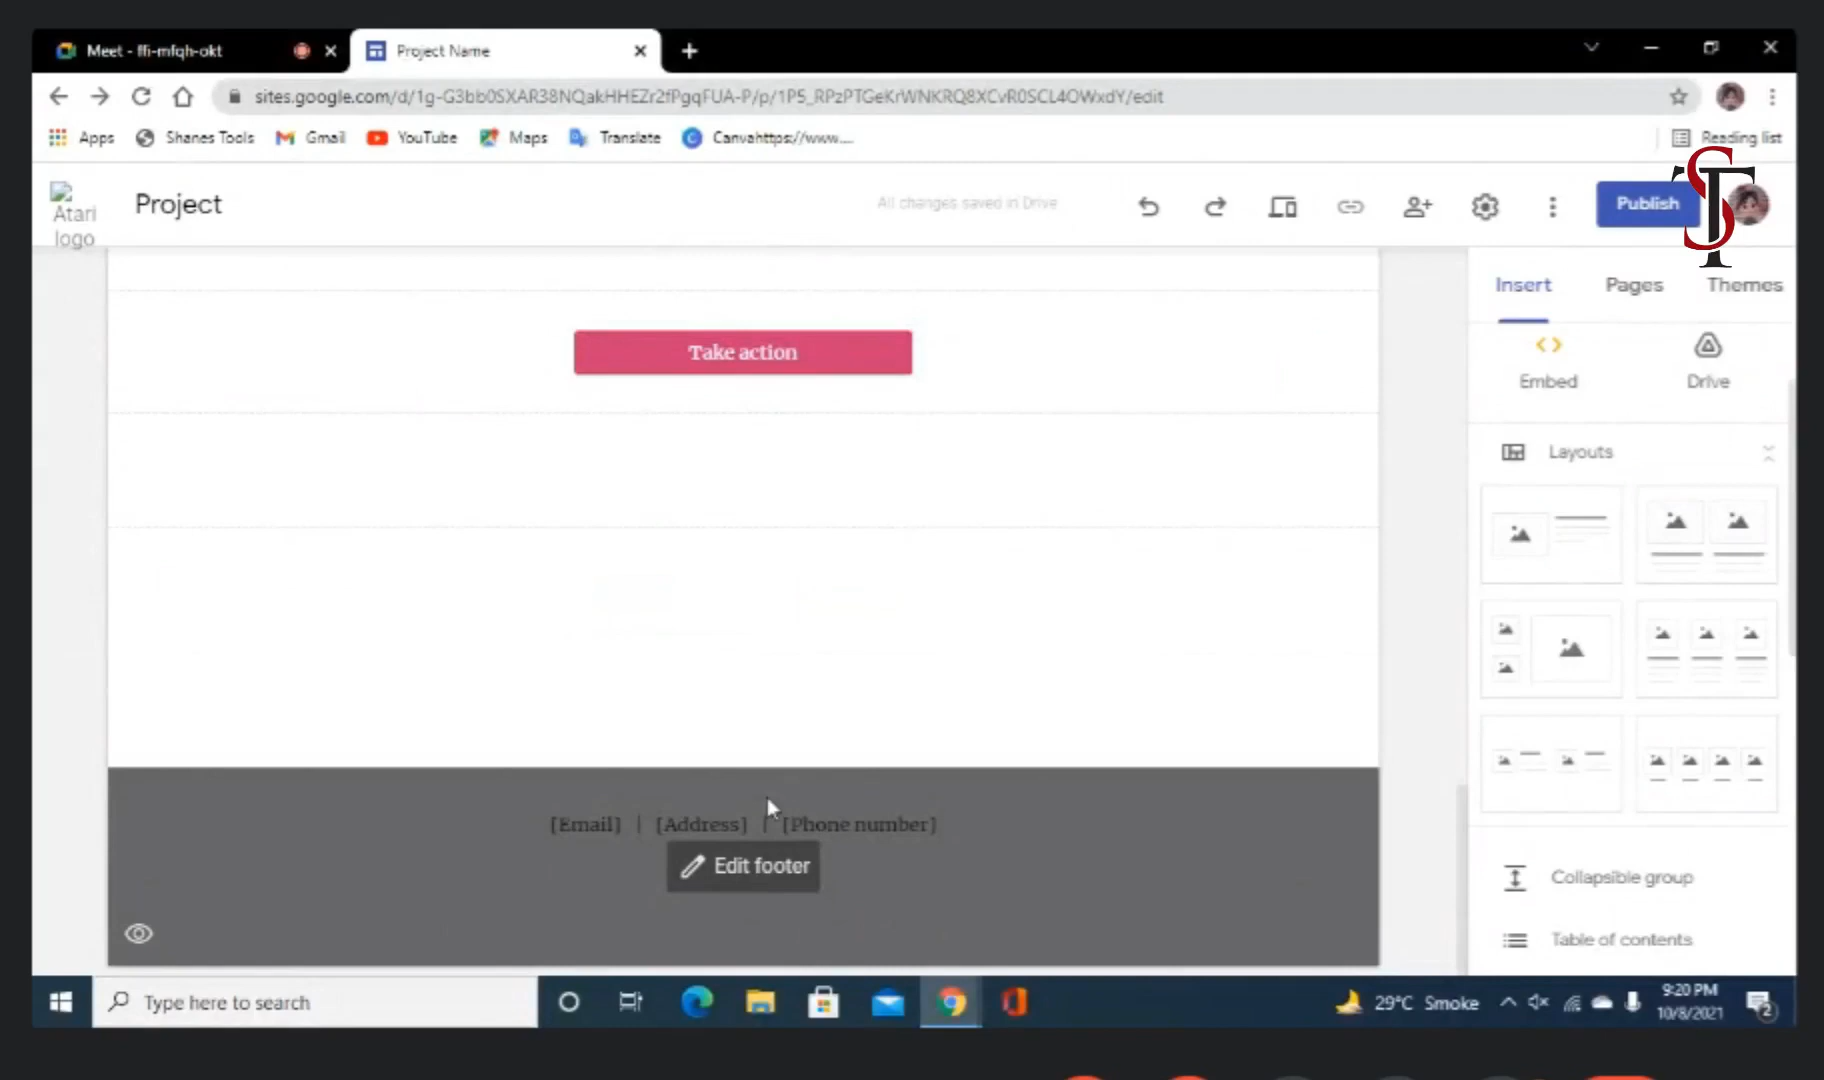 Meet - ffi-mfqh-okt
Project Name
sites.google.com/d/1g-G3bb0SXAR38NQakHHEZr2fPgqFUA-P/p/1P5_RPzPTGeKrWNKRQ8XCvR0SCL4OWxdY/edit
Apps Shanes Tools Gmail YouTube Maps Translate Canvahttps://www.... Reading list
Atari
logo
Project
All changes saved in Drive
Publish
ST
Insert Pages Themes
Take action
Embed Drive
Layouts
[Email] | [Address] | [Phone number]
Edit footer
Collapsible group
Table of contents
Type here to search
29°C Smoke
9:20 PM
10/8/2021
2